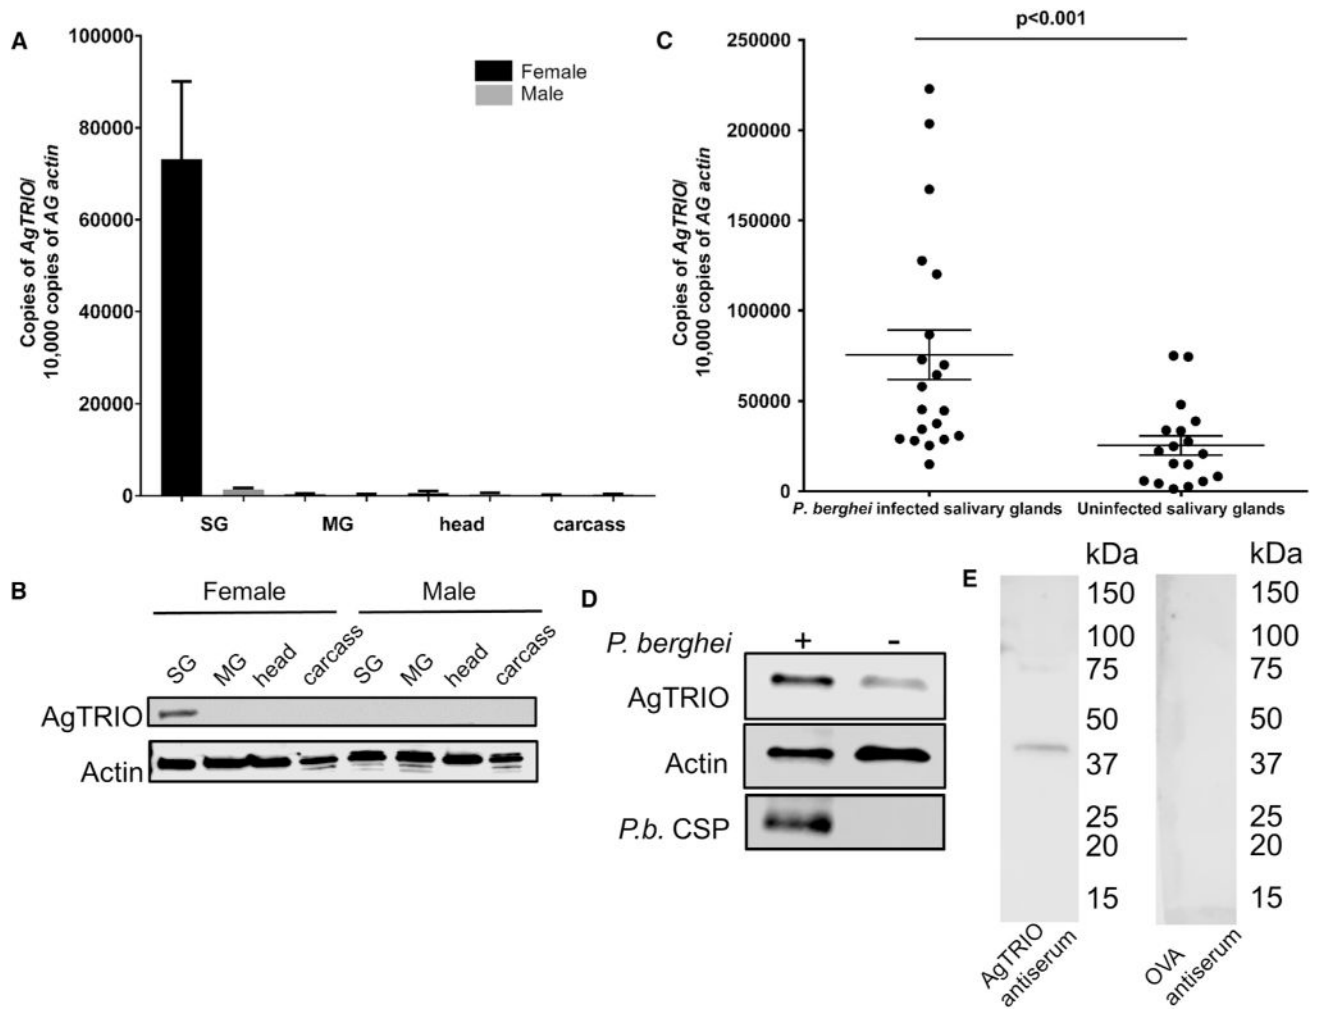 A
100000
80000
60000
40000
20000
0
Copies of AgTRIO/
10,000 copies of AG actin
Female
Male
SG MG head carcass
C
p<0.001
250000
200000
150000
100000
50000
0
Copies of AgTRIO/
10,000 copies of AG actin
P. berghei infected salivary glands Uninfected salivary glands
B
Female Male
SG MG head carcass SG MG head carcass
AgTRIO
Actin
D
P. berghei + -
AgTRIO
Actin
P.b. CSP
E
kDa
150
100
75
50
37
25
20
15
AgTRIO
antiserum
kDa
150
100
75
50
37
25
20
15
OVA
antiserum